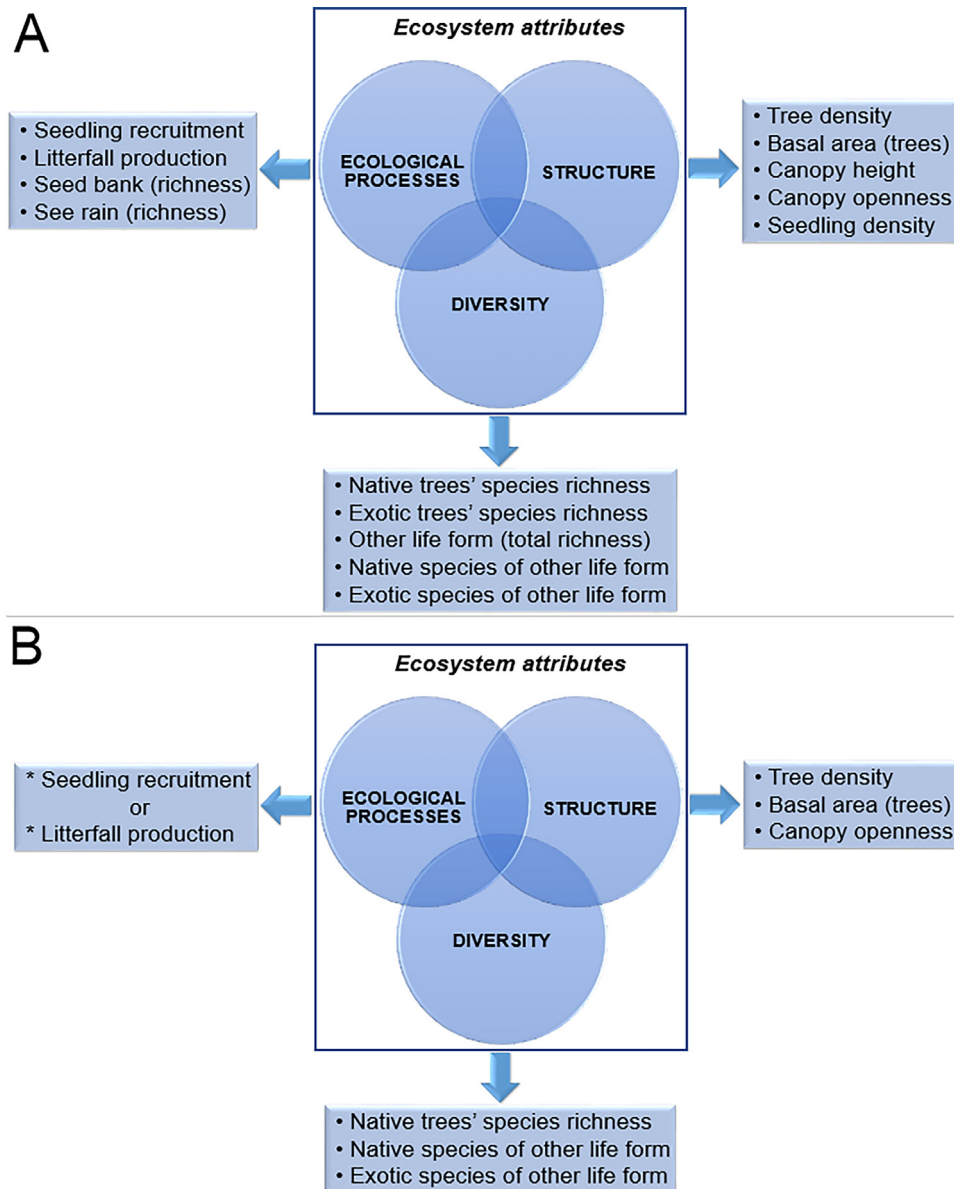 A
Ecosystem attributes
• Seedling recruitment
• Litterfall production
• Seed bank (richness)
• See rain (richness)
ECOLOGICAL
PROCESSES
STRUCTURE
DIVERSITY
• Tree density
• Basal area (trees)
• Canopy height
• Canopy openness
• Seedling density
• Native trees’ species richness
• Exotic trees’ species richness
• Other life form (total richness)
• Native species of other life form
• Exotic species of other life form
B
Ecosystem attributes
* Seedling recruitment
or
* Litterfall production
ECOLOGICAL
PROCESSES
STRUCTURE
DIVERSITY
• Tree density
• Basal area (trees)
• Canopy openness
• Native trees’ species richness
• Native species of other life form
• Exotic species of other life form